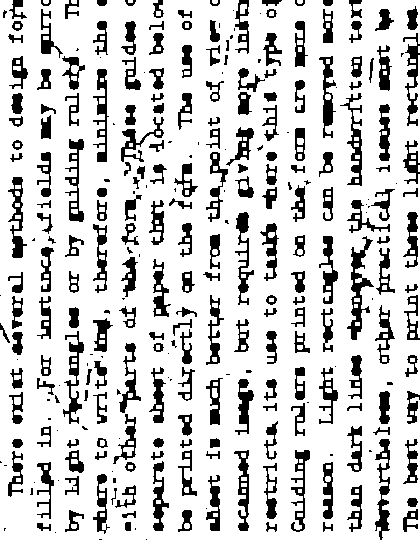 There exist several methods to design form
filled in. For instance, fields may be surro
by light rectangles or by guiding rulers. Th
where to write and, therefore, minimize the e
with other parts of the form. These guides c
separate sheet of paper that is located below
be printed directly on the form. The use of
sheet is much better from the point of view o
scanned image, but requires giving more instr
restricts its use to tasks where this type of
Guiding rulers printed on the form are more c
reason. Light rectangles can be removed more
than dark lines whenever the handwritten text
Nevertheless, other practical issues must be
The best way to print these light rectangles